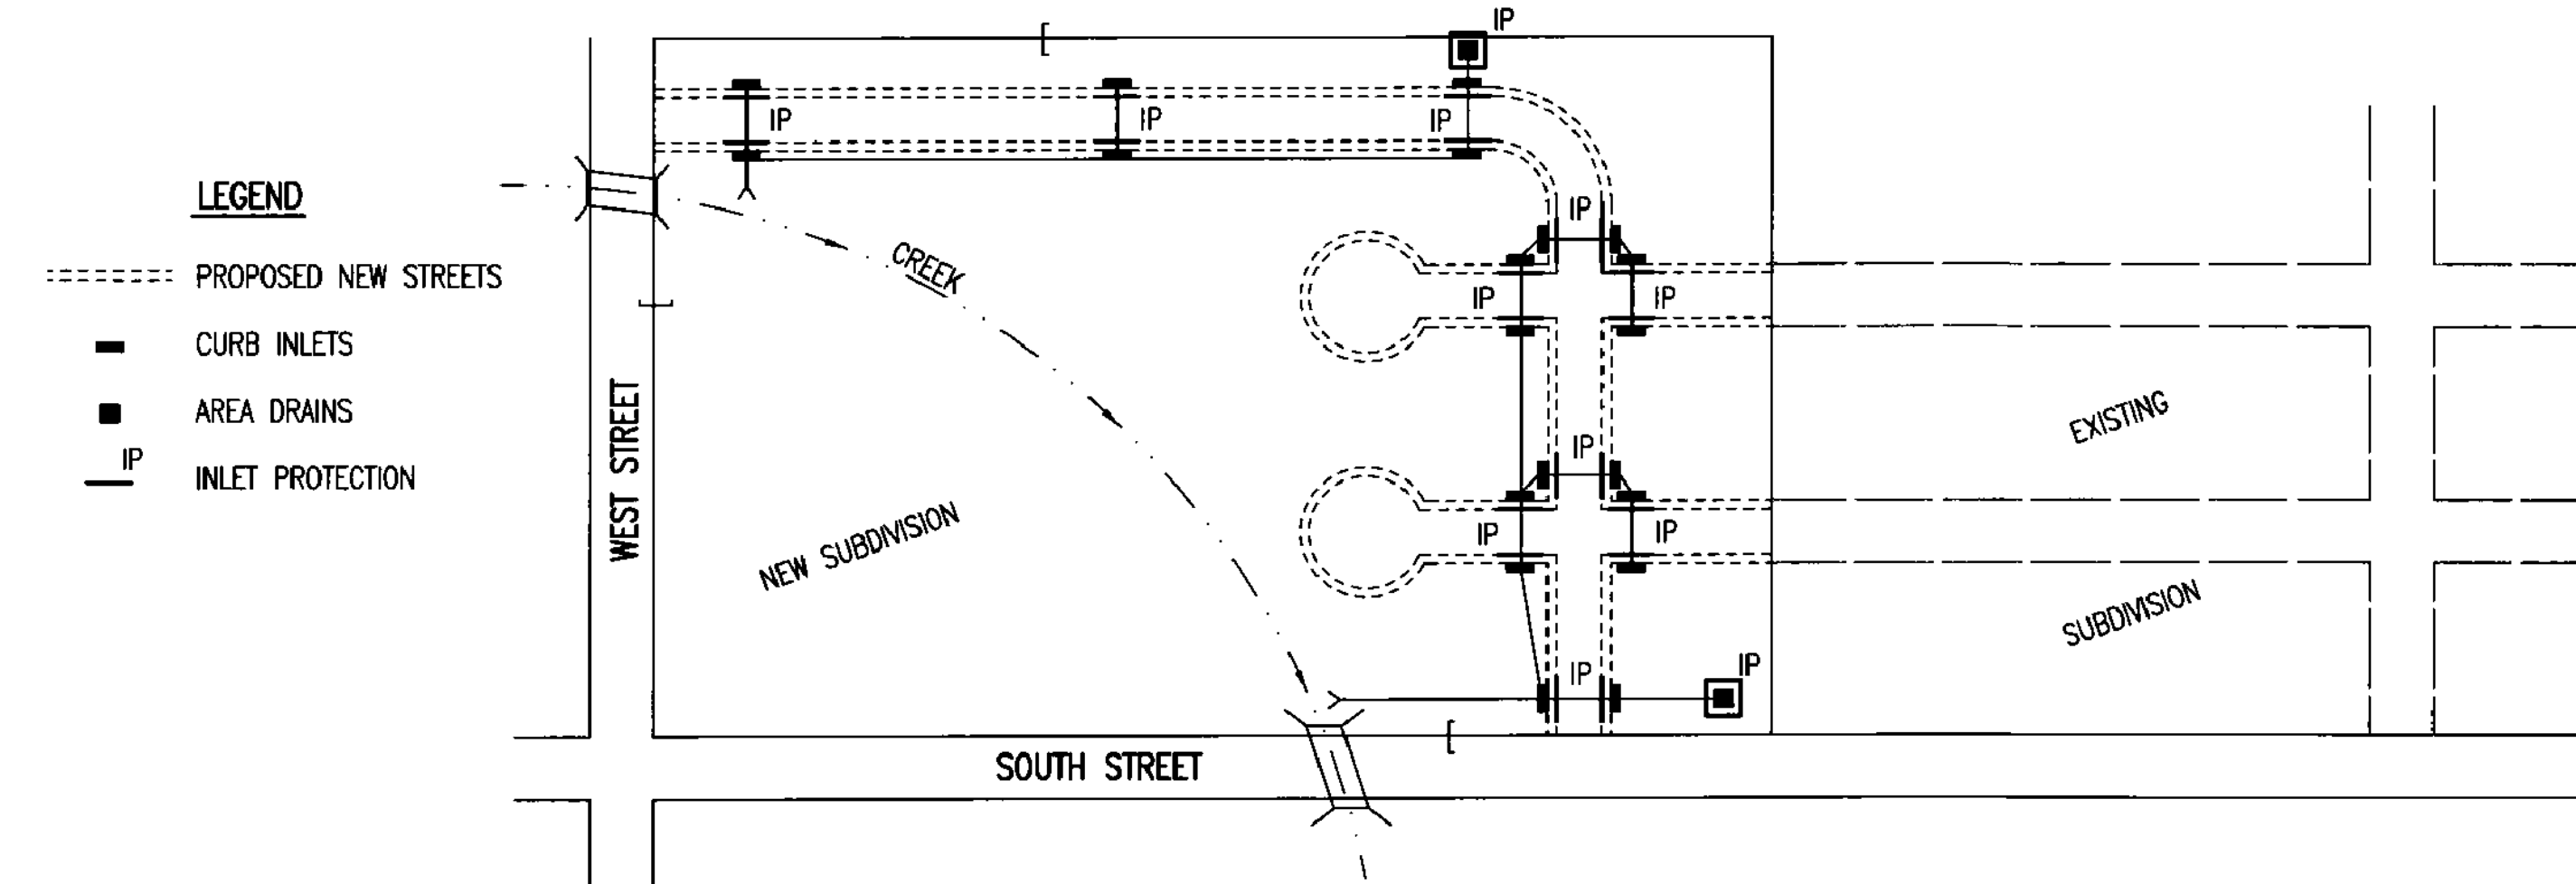 LEGEND
PROPOSED NEW STREETS
CURB INLETS
AREA DRAINS
IP
INLET PROTECTION
IP
IP
IP
IP
IP
IP
IP
IP
IP
IP
IP
IP
CREEK
WEST STREET
NEW SUBDIVISION
SOUTH STREET
EXISTING
SUBDIVISION